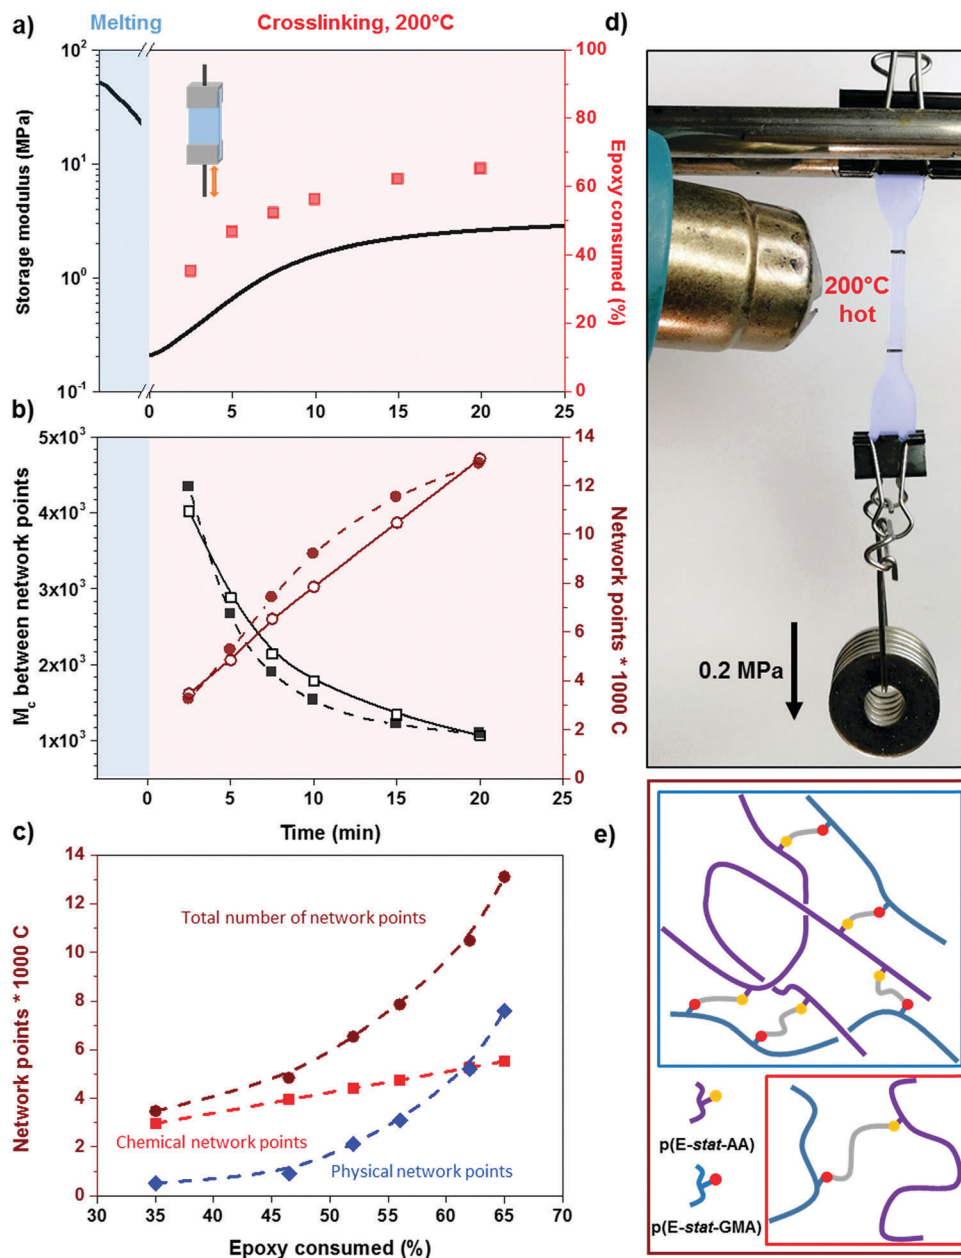 a)
Melting
Crosslinking, 200°C
10²
10¹
10⁰
10⁻¹
Storage modulus (MPa)
100
80
60
40
20
0
Epoxy consumed (%)
0
5
10
15
20
25
b)
5x10³
4x10³
3x10³
2x10³
1x10³
M_c between network points
14
12
10
8
6
4
2
0
Network points * 1000 C
0
5
10
15
20
25
Time (min)
c)
14
12
10
8
6
4
2
0
Network points * 1000 C
Total number of network points
Chemical network points
Physical network points
30
35
40
45
50
55
60
65
70
Epoxy consumed (%)
d)
200°C
hot
0.2 MPa
e)
p(E-stat-AA)
p(E-stat-GMA)